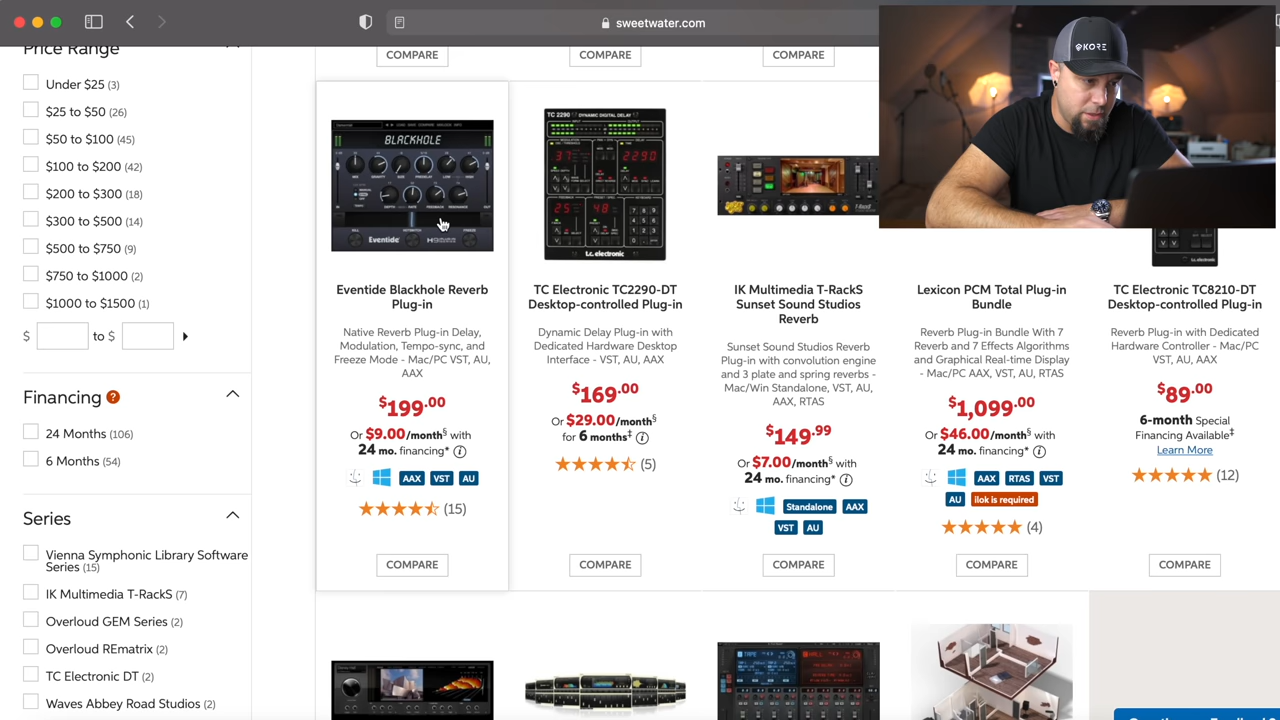 sweetwater.com
KORE
Price Range
Under $25 (3)
$25 to $50 (26)
$50 to $100 (45)
$100 to $200 (42)
$200 to $300 (18)
$300 to $500 (14)
$500 to $750 (9)
$750 to $1000 (2)
$1000 to $1500 (1)
$ to $
Financing ?
24 Months (106)
6 Months (54)
Series
Vienna Symphonic Library Software
Series (15)
IK Multimedia T-RackS (7)
Overloud GEM Series (2)
Overloud REmatrix (2)
TC Electronic DT (2)
Abbey Road Studios (2)
COMPARE
COMPARE
COMPARE
BLACKHOLE
Eventide
Eventide Blackhole Reverb
Plug-in
Native Reverb Plug-in Delay,
Modulation, Tempo-sync, and
Freeze Mode - Mac/PC VST, AU,
AAX
$199.00
Or $9.00/month§ with
24 mo. financing*
AAX VST AU
(15)
COMPARE
TC 2290 DYNAMIC DIGITAL DELAY
2290
t.c. electronic
TC Electronic TC2290-DT
Desktop-controlled Plug-in
Dynamic Delay Plug-in with
Dedicated Hardware Desktop
Interface - VST, AU, AAX
$169.00
Or $29.00/month§
for 6 months‡
(5)
COMPARE
IK Multimedia T-RackS
Sunset Sound Studios
Reverb
Sunset Sound Studios Reverb
Plug-in with convolution engine
and 3 plate and spring reverbs -
Mac/Win Standalone, VST, AU,
AAX, RTAS
$149.99
Or $7.00/month§ with
24 mo. financing*
Standalone AAX
VST AU
COMPARE
Lexicon PCM Total Plug-in
Bundle
Reverb Plug-in Bundle With 7
Reverb and 7 Effects Algorithms
and Graphical Real-time Display
- Mac/PC AAX, VST, AU, RTAS
$1,099.00
Or $46.00/month§ with
24 mo. financing*
AAX RTAS VST
AU ilok is required
(4)
COMPARE
TC Electronic TC8210-DT
Desktop-controlled Plug-in
Reverb Plug-in with Dedicated
Hardware Controller - Mac/PC
VST, AU, AAX
$89.00
6-month Special
Financing Available‡
Learn More
(12)
COMPARE